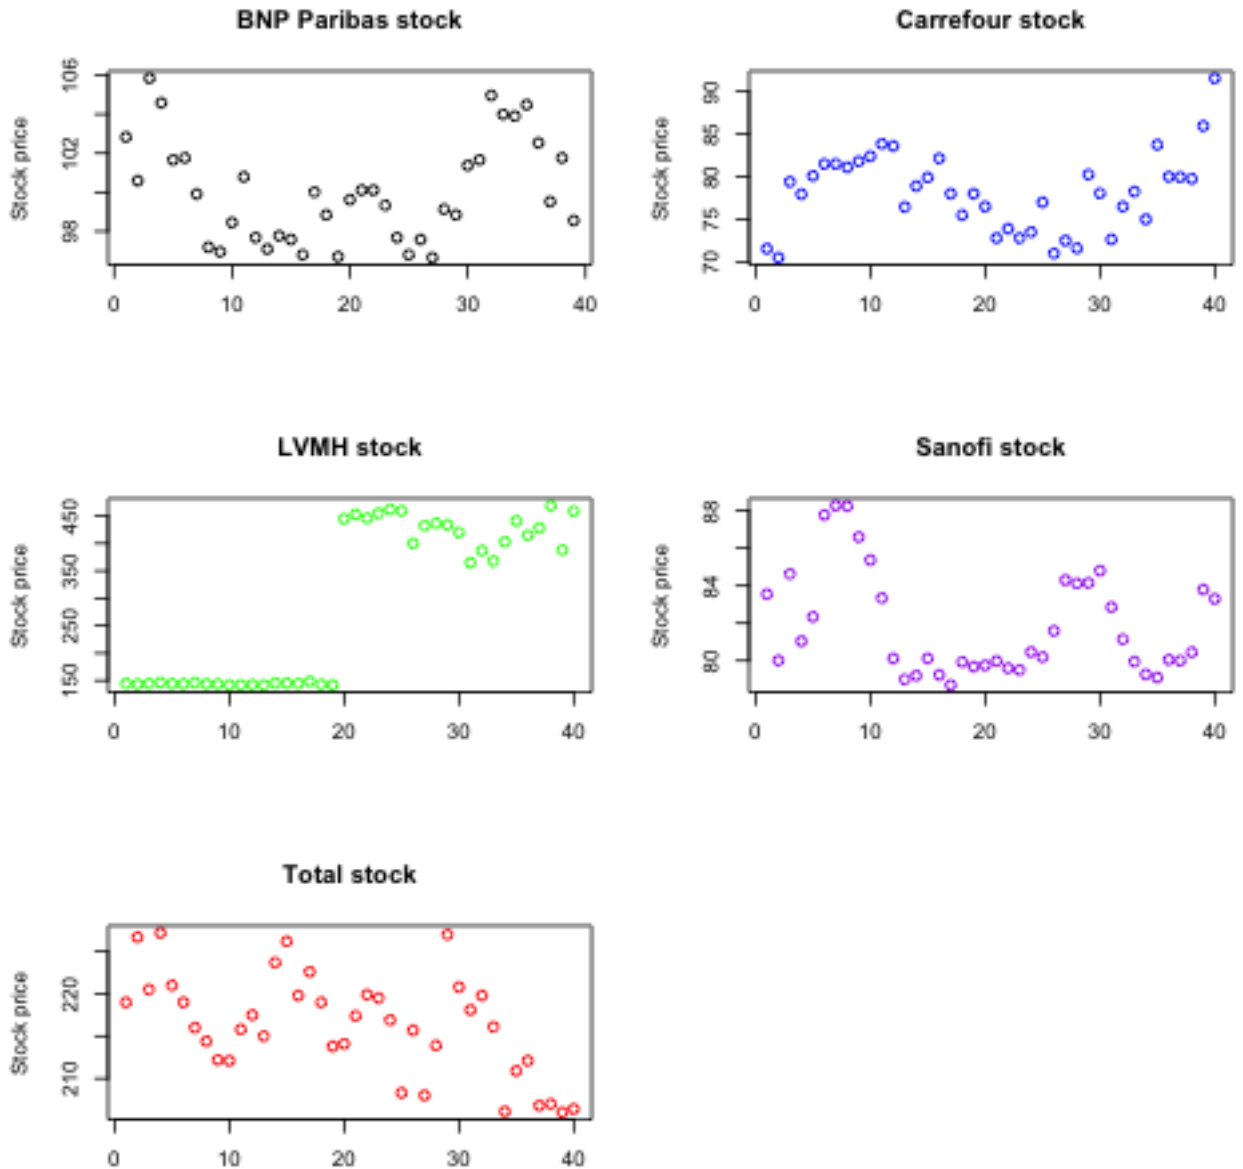 BNP Paribas stock
Stock price
106
102
98
0 10 20 30 40
Carrefour stock
Stock price
90
85
80
75
70
0 10 20 30 40
LVMH stock
Stock price
450
350
250
150
0 10 20 30 40
Sanofi stock
Stock price
88
84
80
0 10 20 30 40
Total stock
Stock price
220
210
0 10 20 30 40